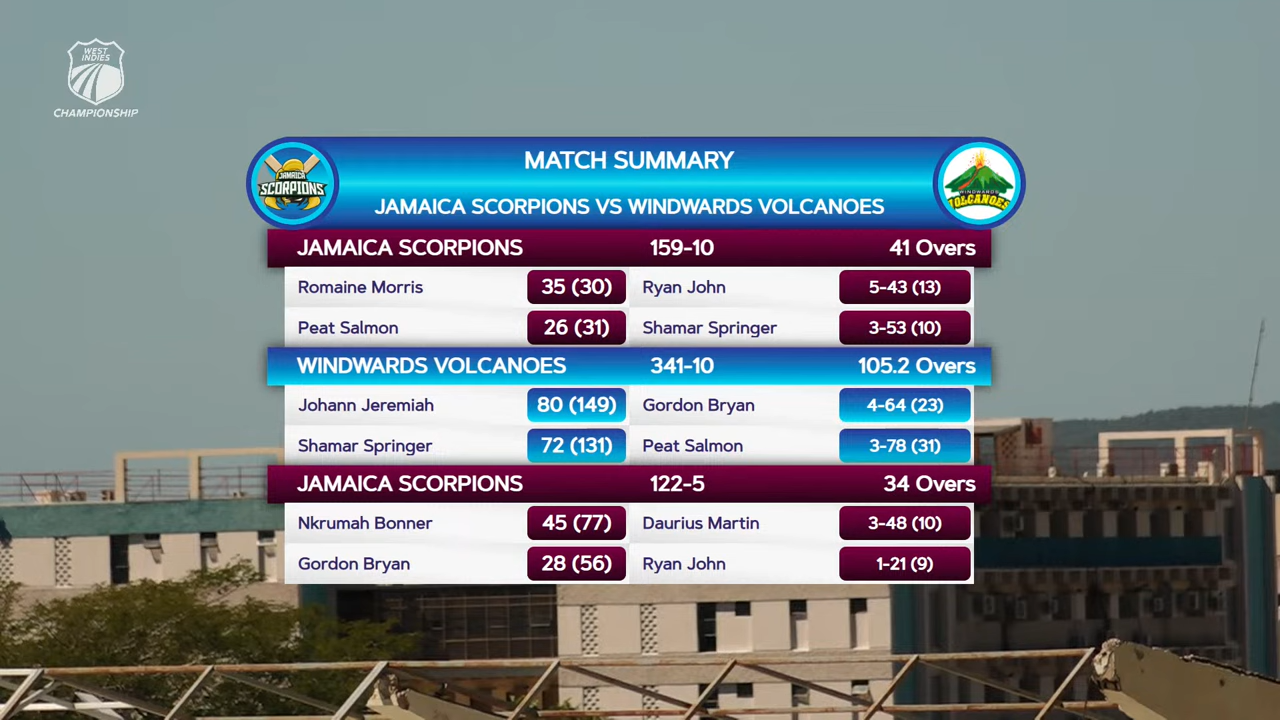 WEST
INDIES
CHAMPIONSHIP
MATCH SUMMARY
JAMAICA SCORPIONS VS WINDWARDS VOLCANOES
JAMAICA
SCORPIONS
WINDWARDS
VOLCANOES
JAMAICA SCORPIONS 159-10 41 Overs
Romaine Morris 35 (30) Ryan John 5-43 (13)
Peat Salmon 26 (31) Shamar Springer 3-53 (10)
WINDWARDS VOLCANOES 341-10 105.2 Overs
Johann Jeremiah 80 (149) Gordon Bryan 4-64 (23)
Shamar Springer 72 (131) Peat Salmon 3-78 (31)
JAMAICA SCORPIONS 122-5 34 Overs
Nkrumah Bonner 45 (77) Daurius Martin 3-48 (10)
Gordon Bryan 28 (56) Ryan John 1-21 (9)